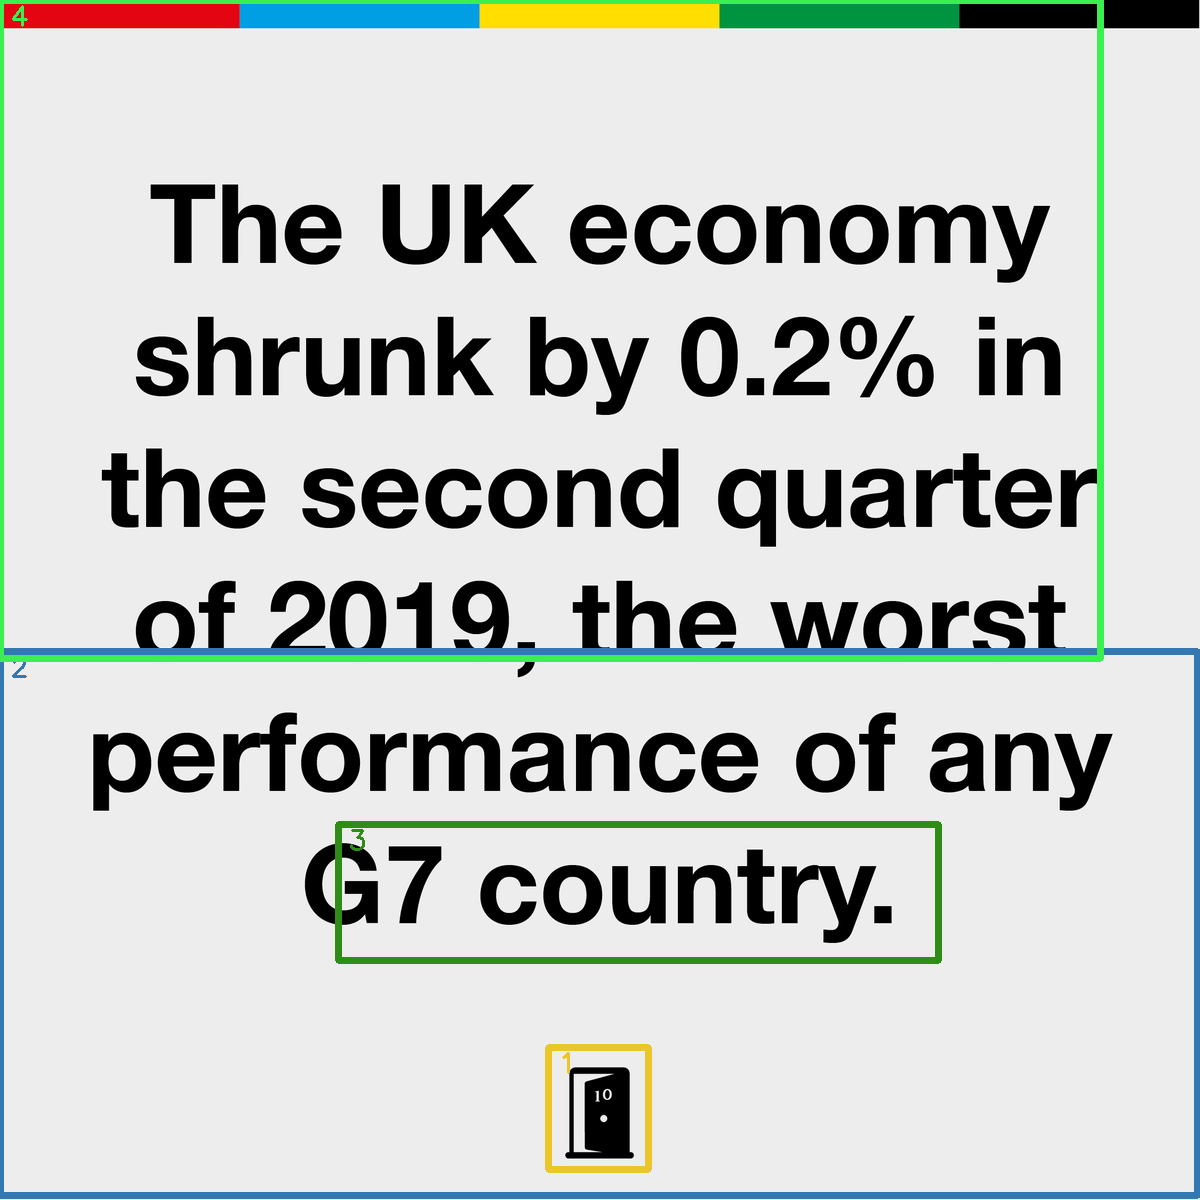 The UK economy
shrunk by 0.2% in
the second quarter
of 2019, the worst
performance of any
G7 country.
10